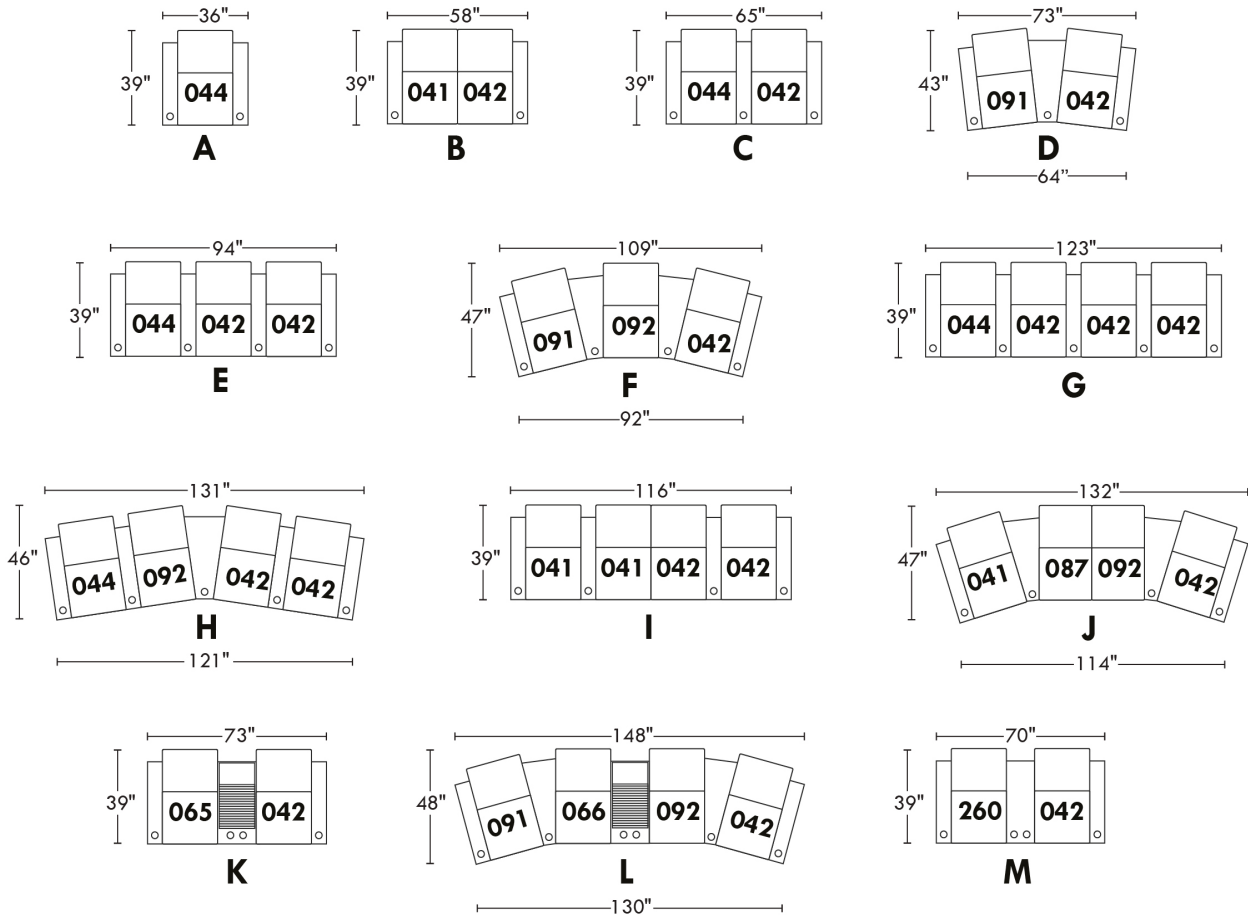 36" 58" 65" 73"
39" 044 39" 041 042 39" 044 042 43" 091 042
A B C D
64”
94" 109" 123"
39" 044 042 042 47" 091 092 042 39" 044 042 042 042
E F G
92"
131" 116" 132"
46" 044 092 042 042 39" 041 041 042 042 47" 041 087 092 042
H I J
121" 114"
73" 148" 70"
39" 065 042 48" 091 066 092 042 39" 260 042
K L M
130"